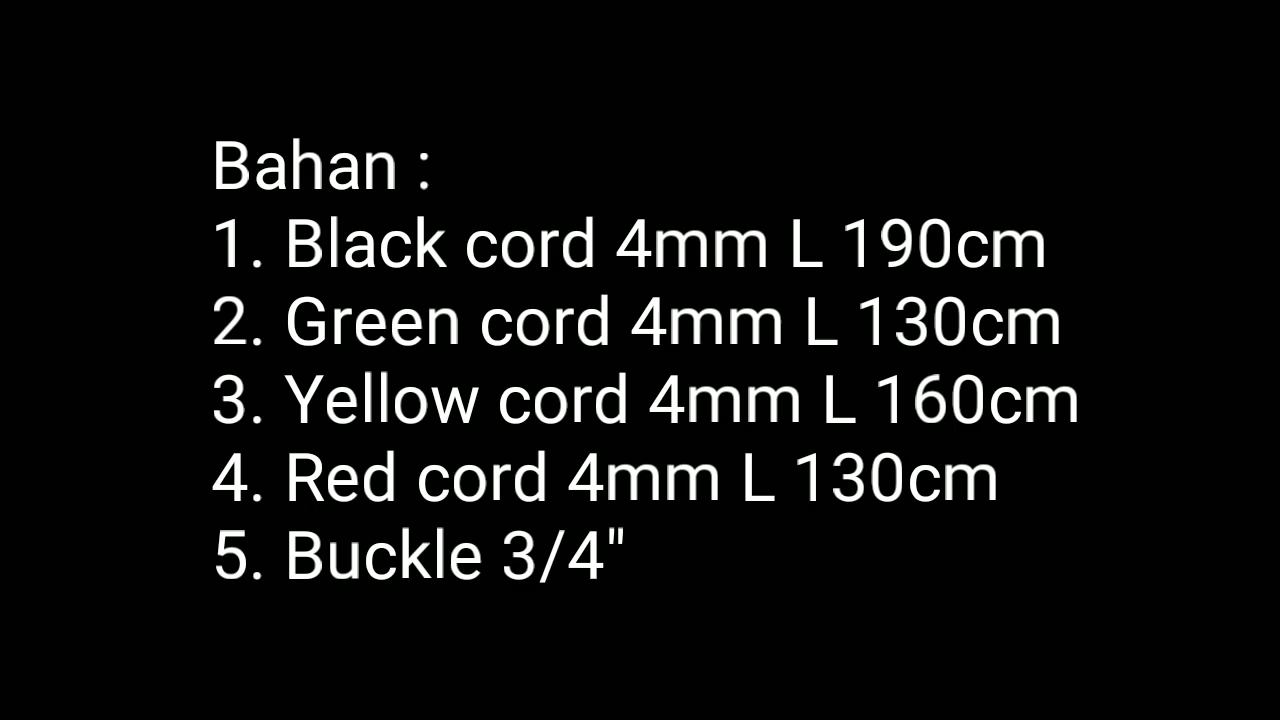 Bahan :
1. Black cord 4mm L 190cm
2. Green cord 4mm L 130cm
3. Yellow cord 4mm L 160cm
4. Red cord 4mm L 130cm
5. Buckle 3/4"